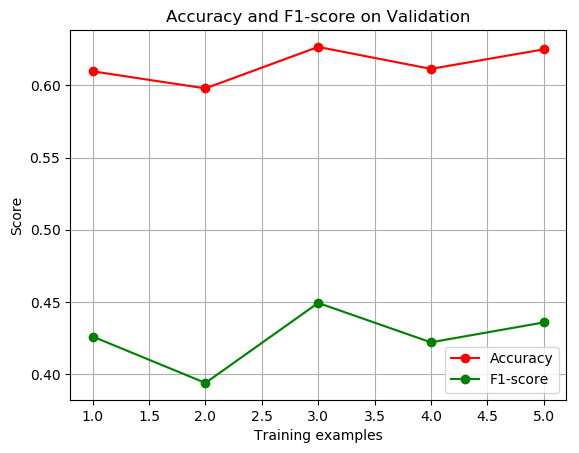 Accuracy and F1-score on Validation
Score
0.60
0.55
0.50
0.45
0.40
1.0 1.5 2.0 2.5 3.0 3.5 4.0 4.5 5.0
Training examples
Accuracy
F1-score